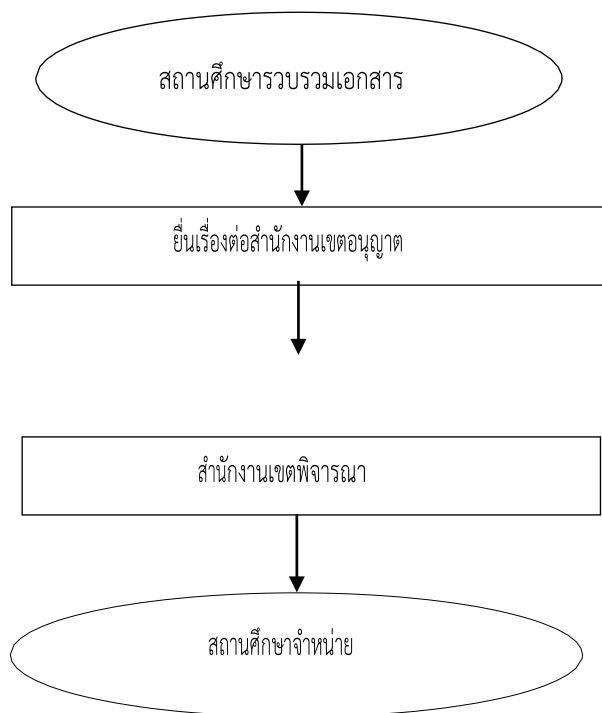 สถานศึกษารวบรวมเอกสาร
ยื่นเรื่องต่อสำนักงานเขตอนุญาต
สำนักงานเขตพิจารณา
สถานศึกษาจำหน่าย